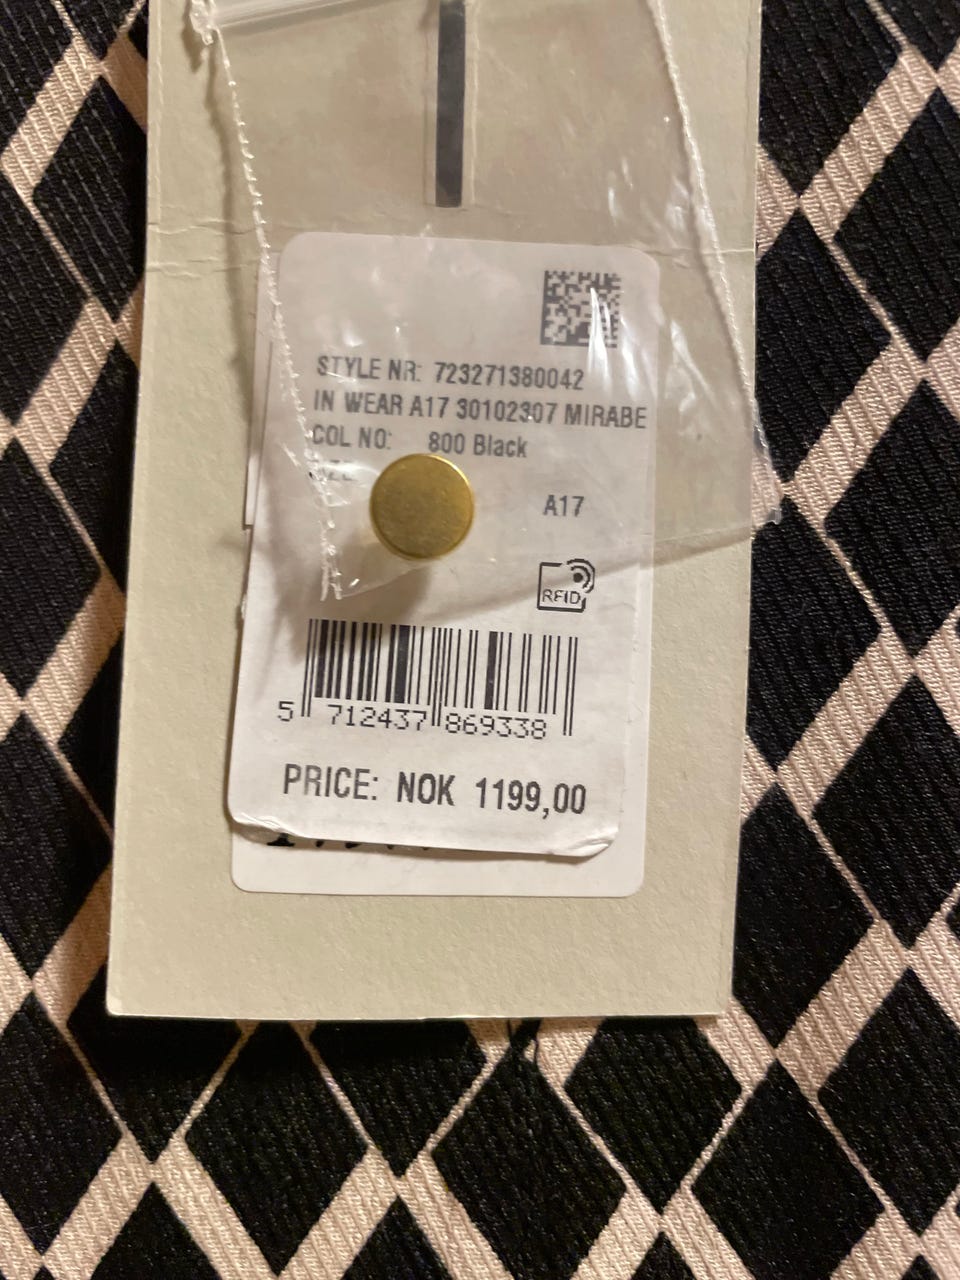 STYLE NR: 723271380042
IN WEAR A17 30102307 MIRABE
COL NO: 800 Black
A17
RFID
5 712437 869338
PRICE: NOK 1199,00